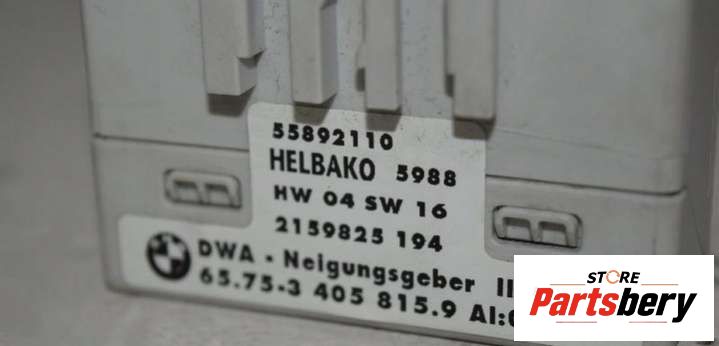 55892110
HELBAKO 5988
HW 04 SW 16
2159825 194
DWA - Neigungsgeber
65.75-3 405 815.9 AI:
STORE
Partsbery